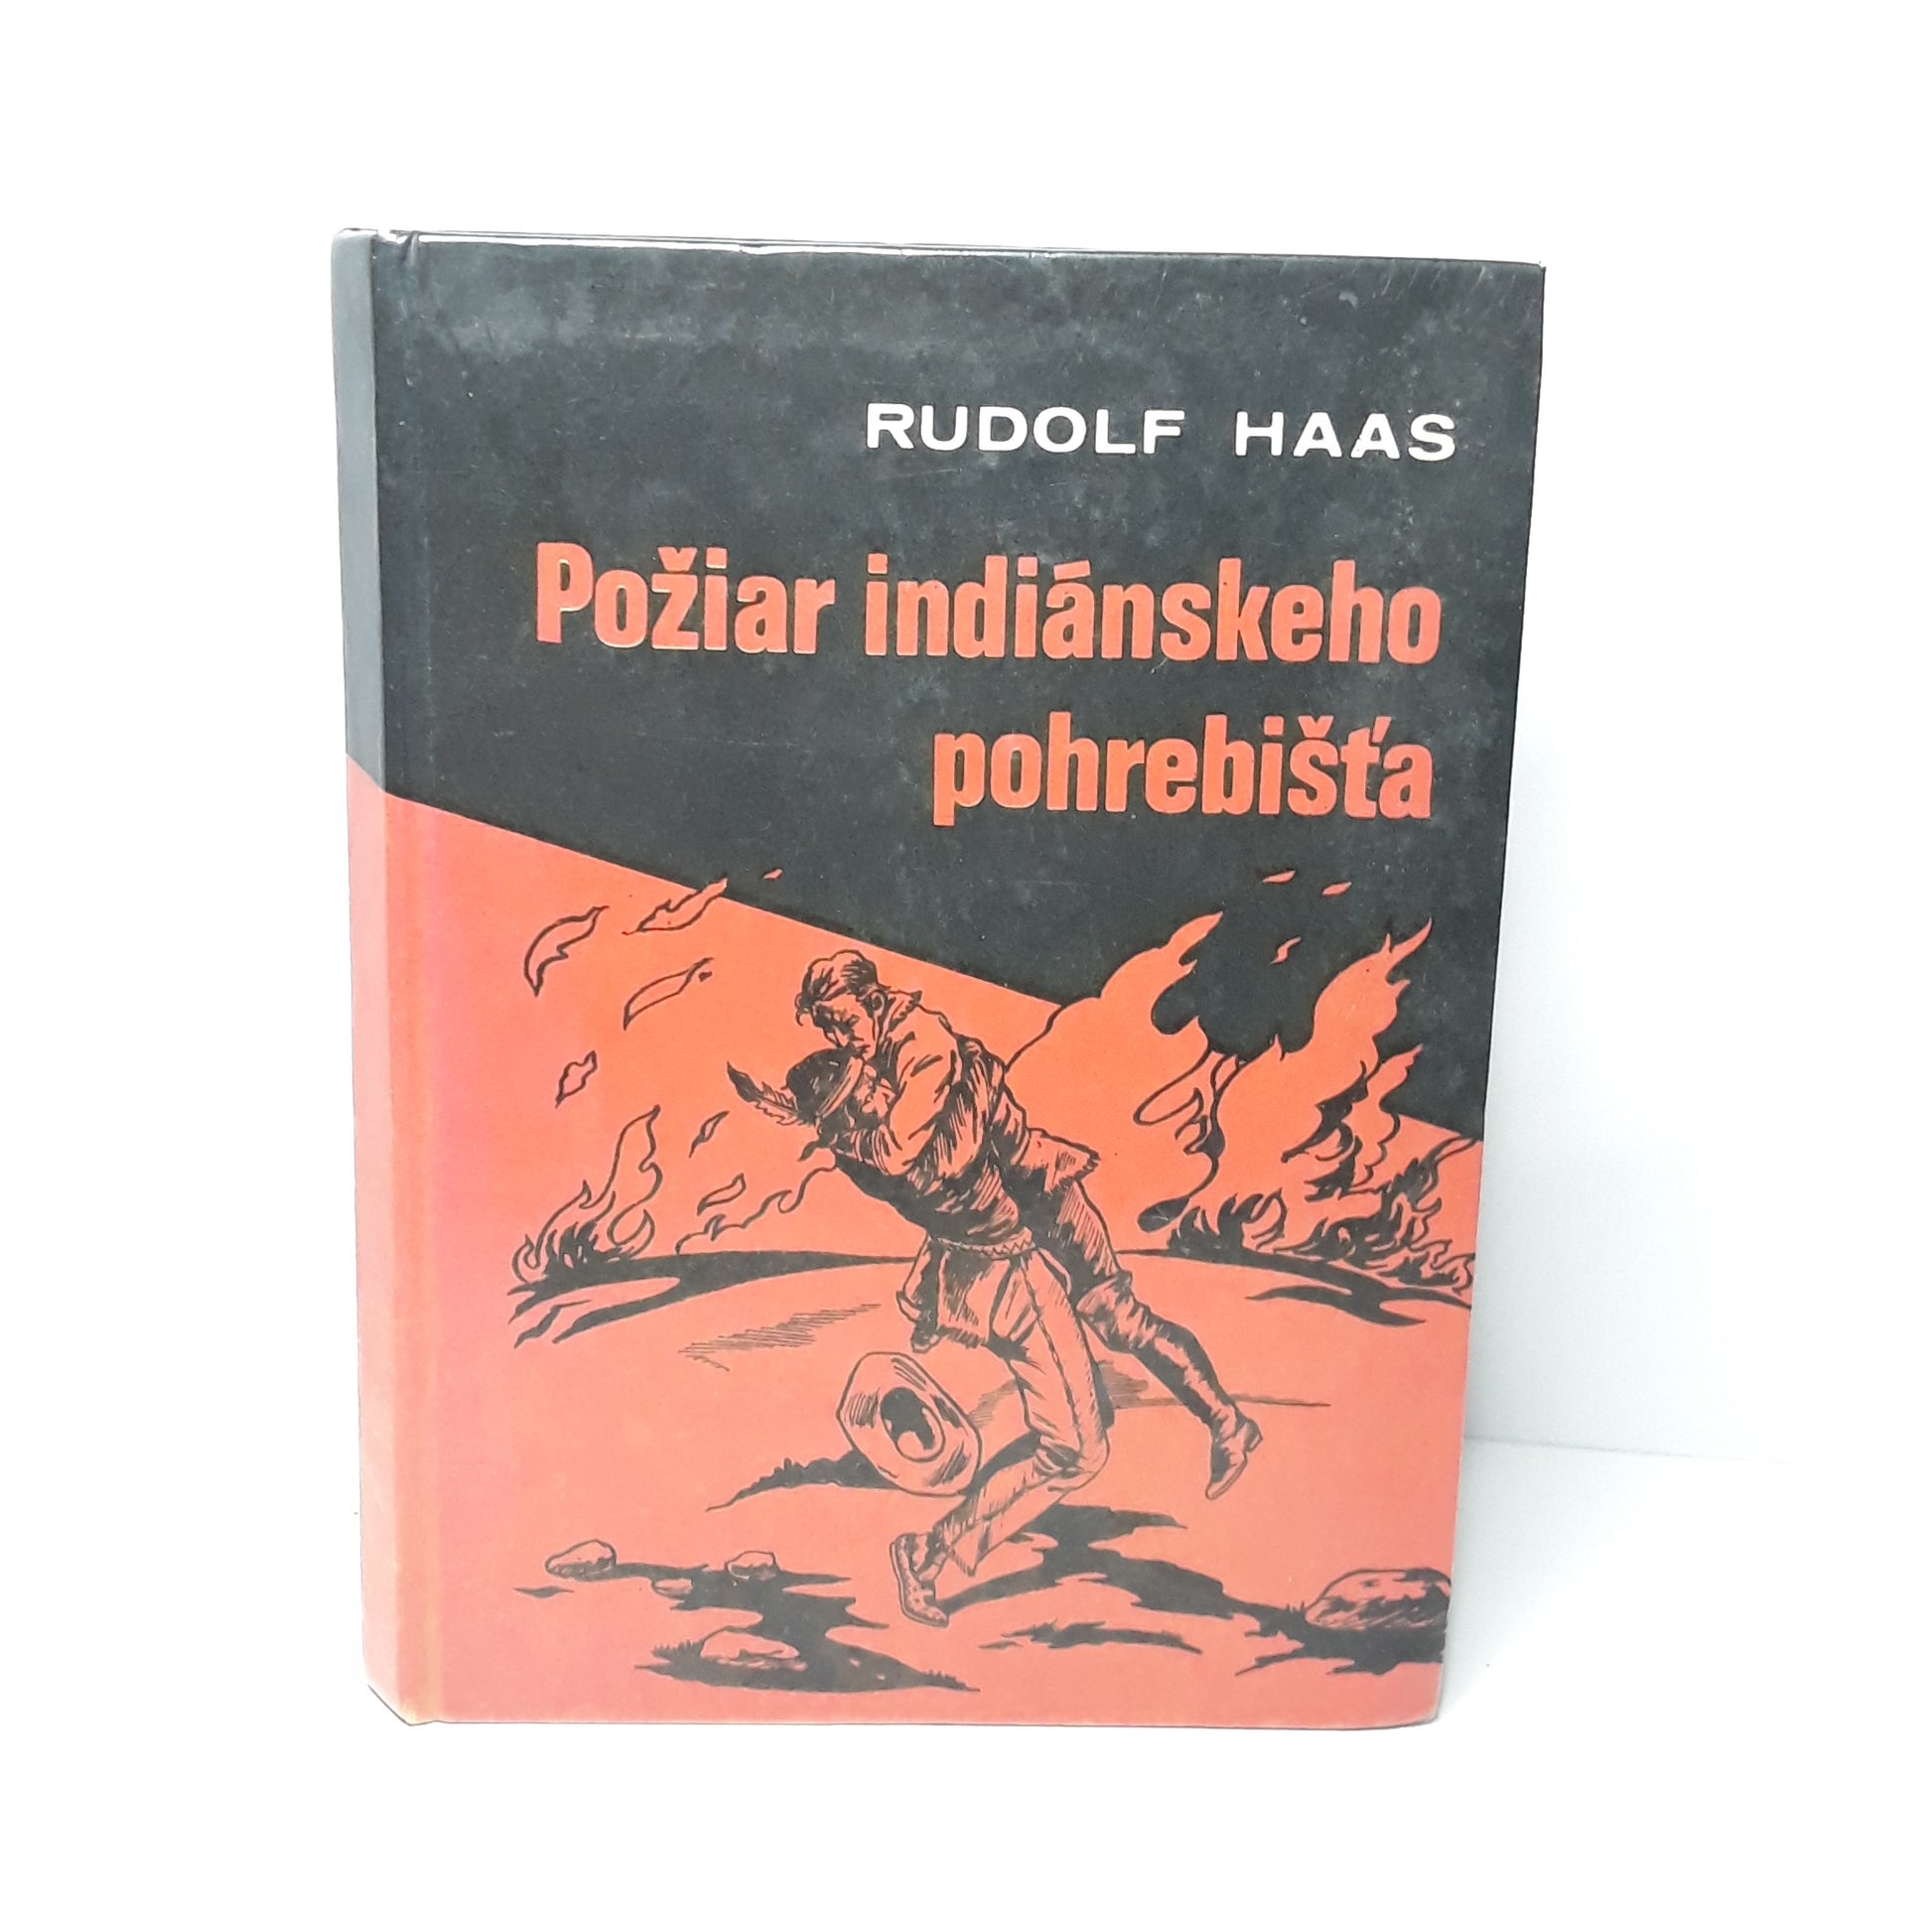 RUDOLF HAAS
Požiar indiánskeho
pohrebišťa